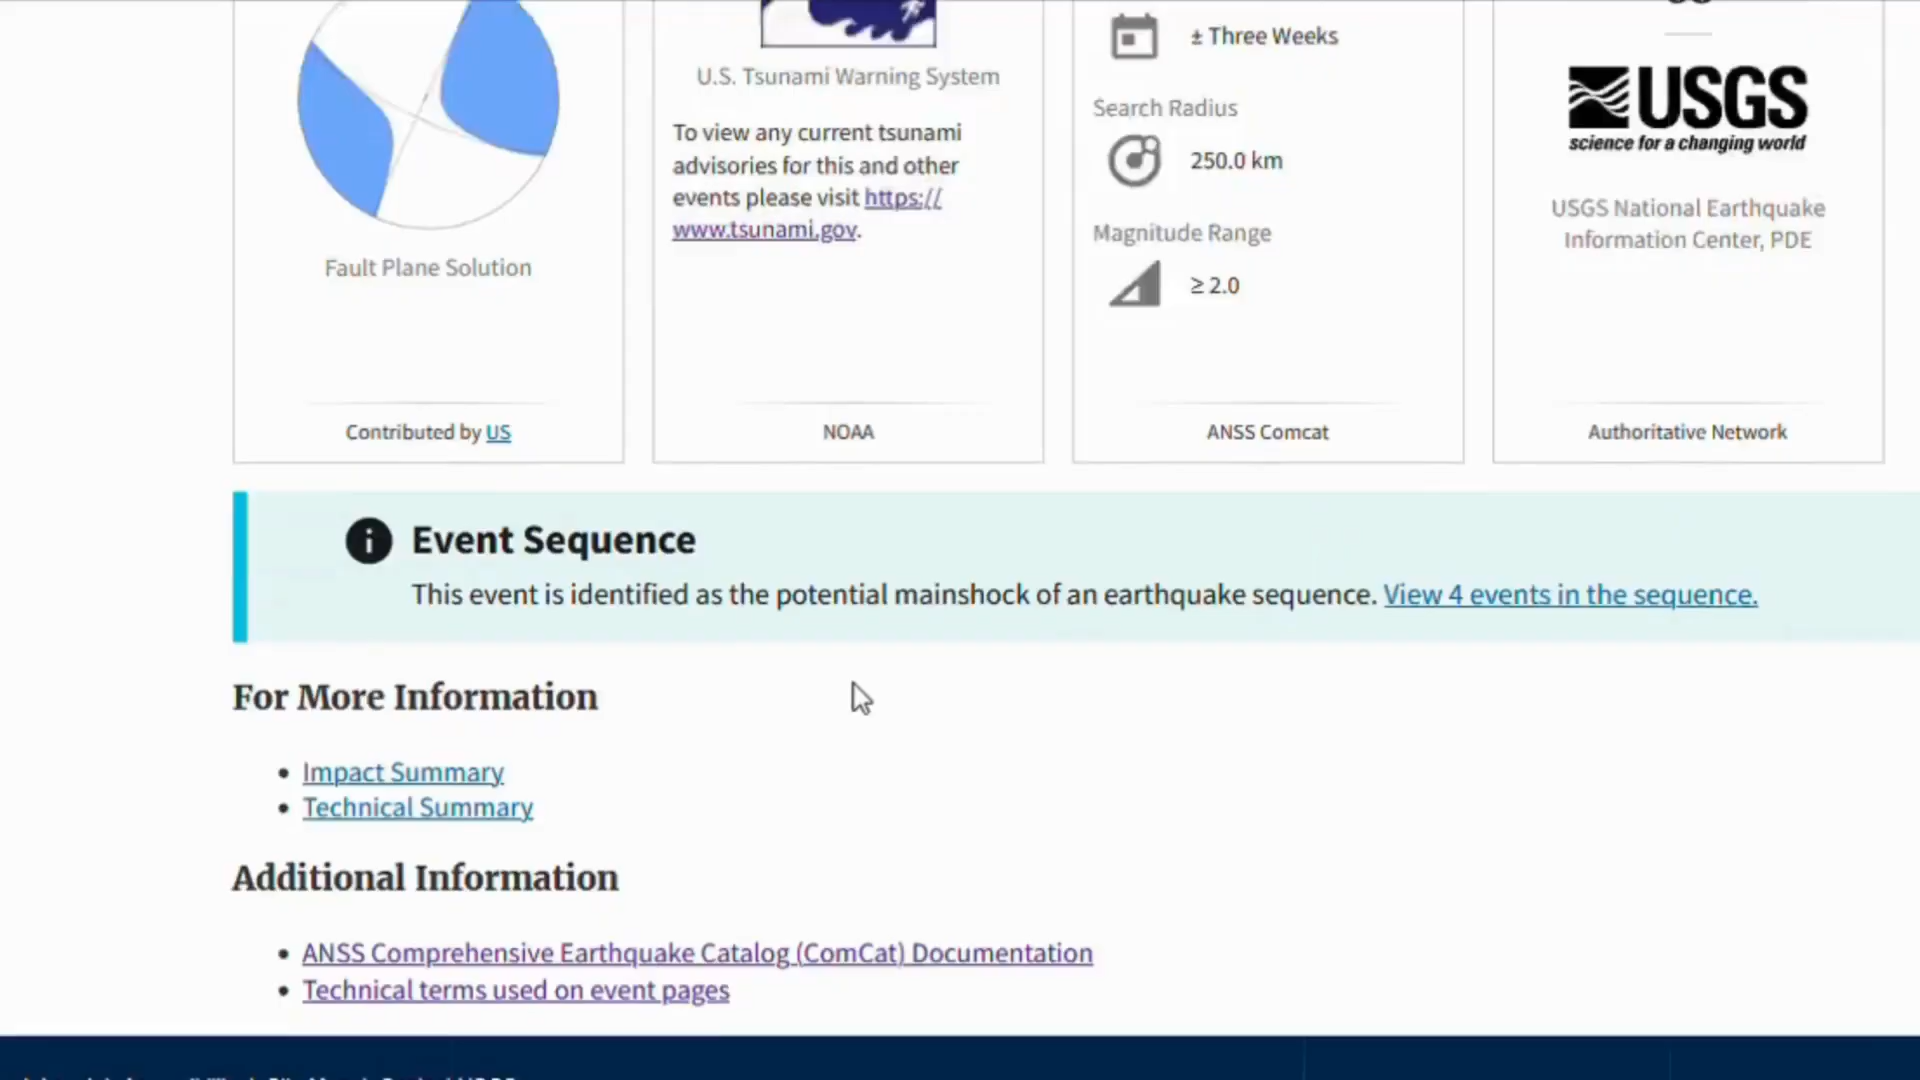 Fault Plane Solution
Contributed by US
U.S. Tsunami Warning System
To view any current tsunami
advisories for this and other
events please visit https://
www.tsunami.gov.
NOAA
± Three Weeks
Search Radius
250.0 km
Magnitude Range
≥ 2.0
ANSS Comcat
USGS
science for a changing world
USGS National Earthquake
Information Center, PDE
Authoritative Network
i Event Sequence
This event is identified as the potential mainshock of an earthquake sequence. View 4 events in the sequence.
For More Information
• Impact Summary
• Technical Summary
Additional Information
• ANSS Comprehensive Earthquake Catalog (ComCat) Documentation
• Technical terms used on event pages